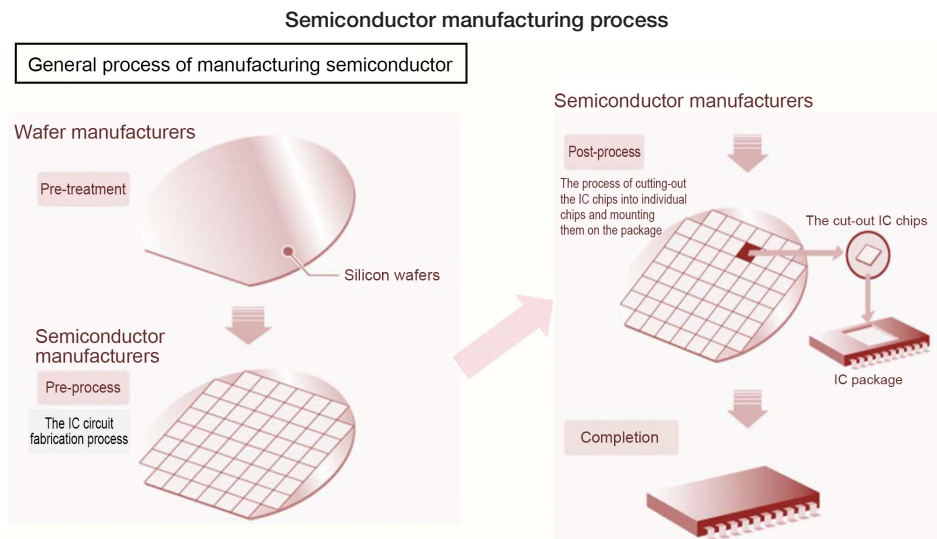 Semiconductor manufacturing process
General process of manufacturing semiconductor
Wafer manufacturers
Pre-treatment
Silicon wafers
Semiconductor
manufacturers
Pre-process
The IC circuit
fabrication process
Semiconductor manufacturers
Post-process
The process of cutting-out
the IC chips into individual
chips and mounting
them on the package
The cut-out IC chips
IC package
Completion